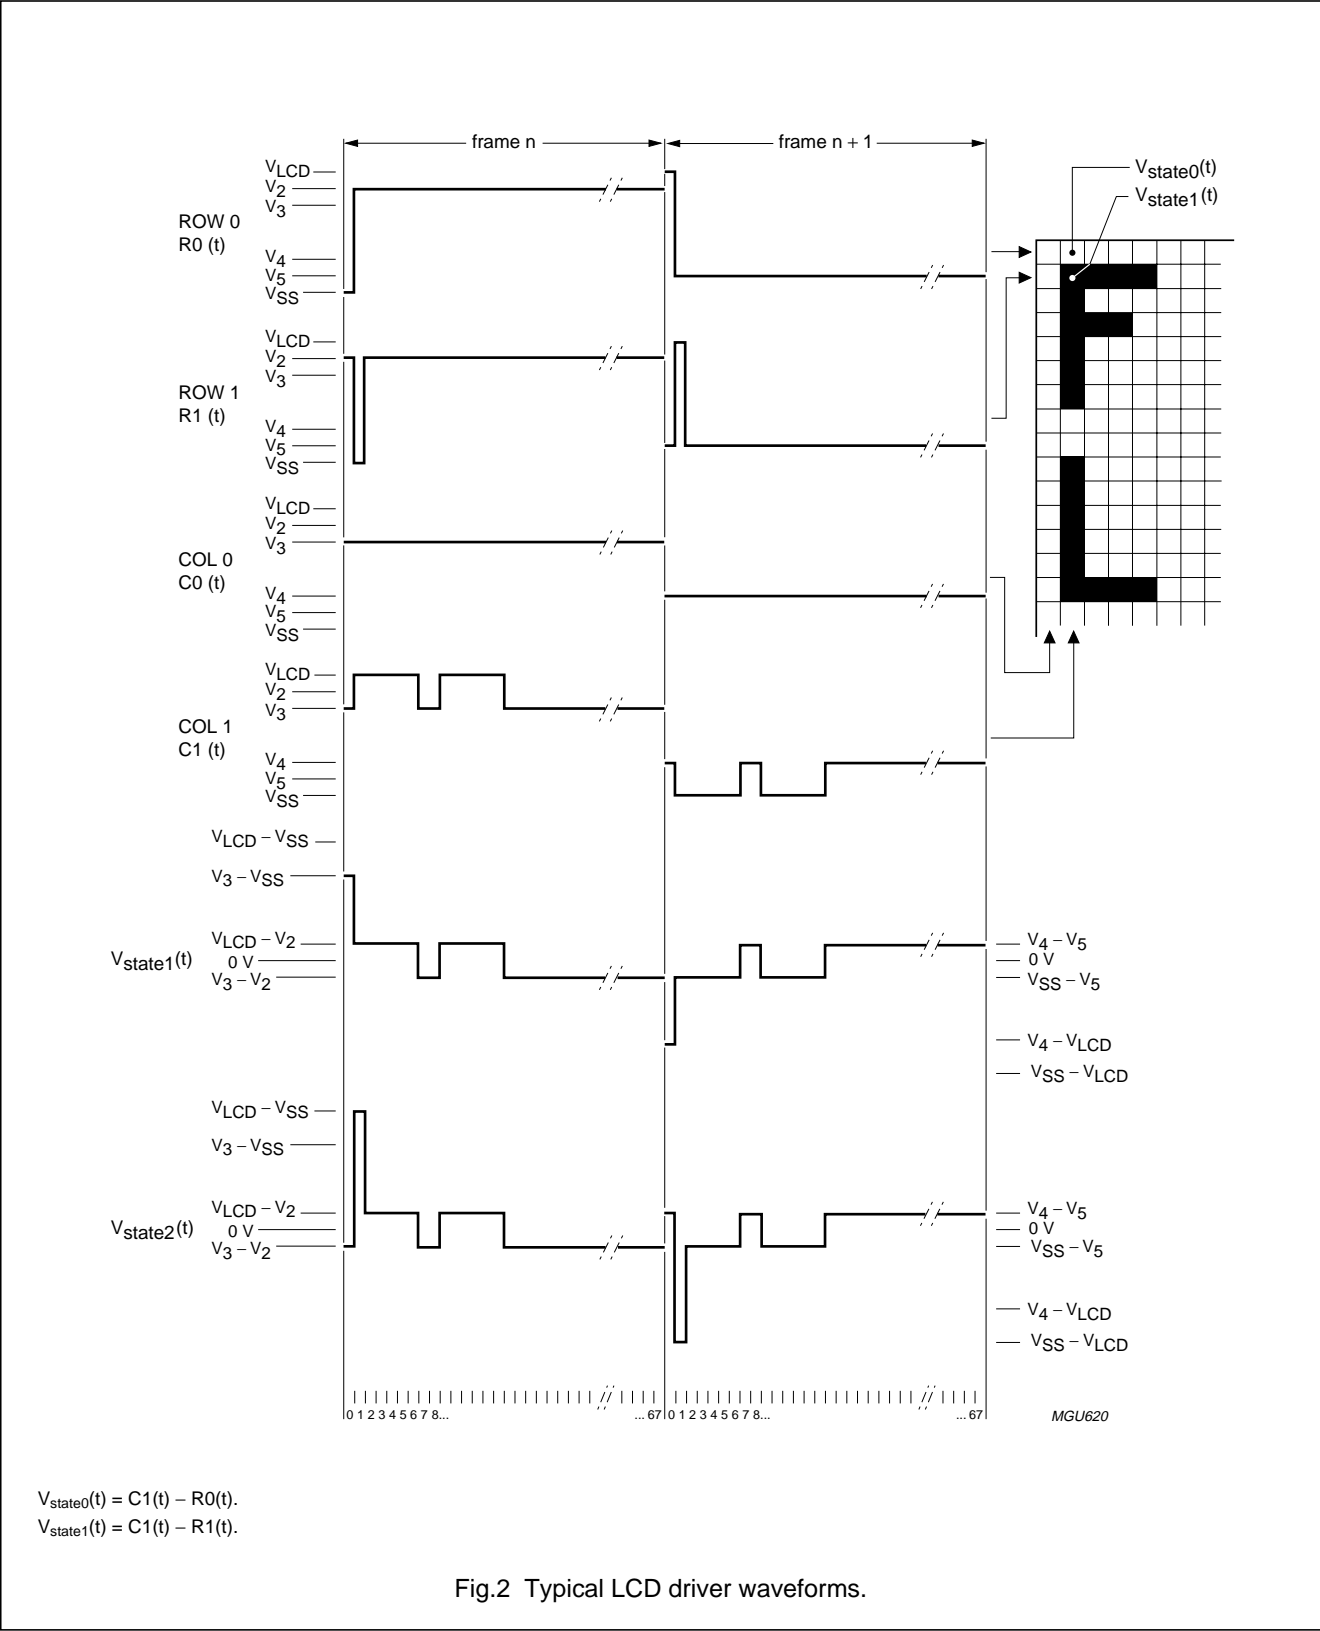 frame n
frame n + 1
VLCD
V2
V3
ROW 0
R0 (t)
V4
V5
VSS
Vstate0(t)
Vstate1(t)
VLCD
V2
V3
ROW 1
R1 (t)
V4
V5
VSS
VLCD
V2
V3
COL 0
C0 (t)
V4
V5
VSS
VLCD
V2
V3
COL 1
C1 (t)
V4
V5
VSS
VLCD − VSS
V3 − VSS
VLCD − V2
Vstate1(t)
0 V
V3 − V2
V4 − V5
0 V
VSS − V5
V4 − VLCD
VSS − VLCD
VLCD − VSS
V3 − VSS
VLCD − V2
Vstate2(t)
0 V
V3 − V2
V4 − V5
0 V
VSS − V5
V4 − VLCD
VSS − VLCD
0 1 2 3 4 5 6 7 8... ... 67 0 1 2 3 4 5 6 7 8... ... 67
MGU620
Vstate0(t) = C1(t) − R0(t).
Vstate1(t) = C1(t) − R1(t).
Fig.2 Typical LCD driver waveforms.